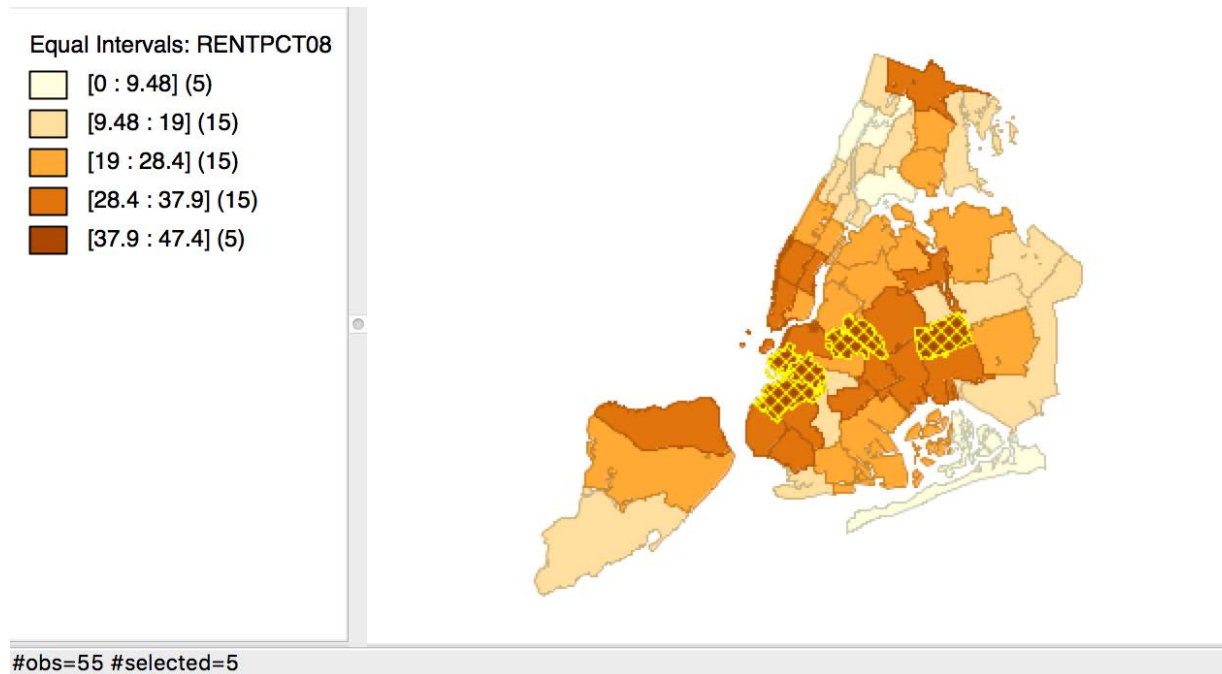 Equal Intervals: RENTPCT08
[0 : 9.48] (5)
[9.48 : 19] (15)
[19 : 28.4] (15)
[28.4 : 37.9] (15)
[37.9 : 47.4] (5)
#obs=55 #selected=5